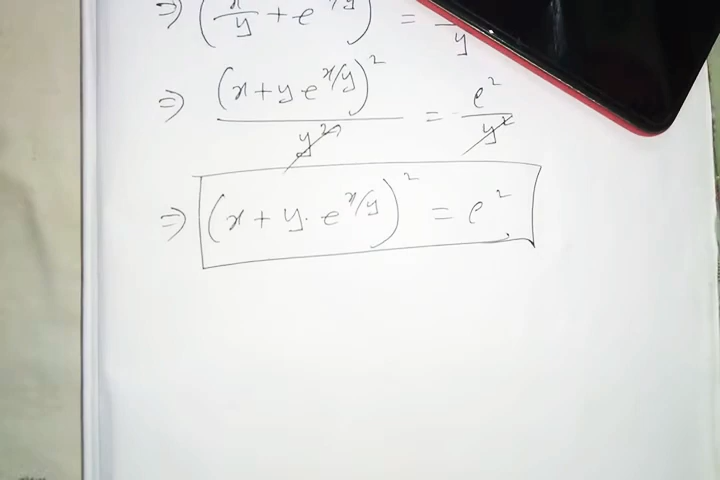 ⇒ (x/y + e^x/y) = /y
⇒ (x + y e^x/y)² / y² = e² / y²
⇒ (x + y. e^x/y)² = e²